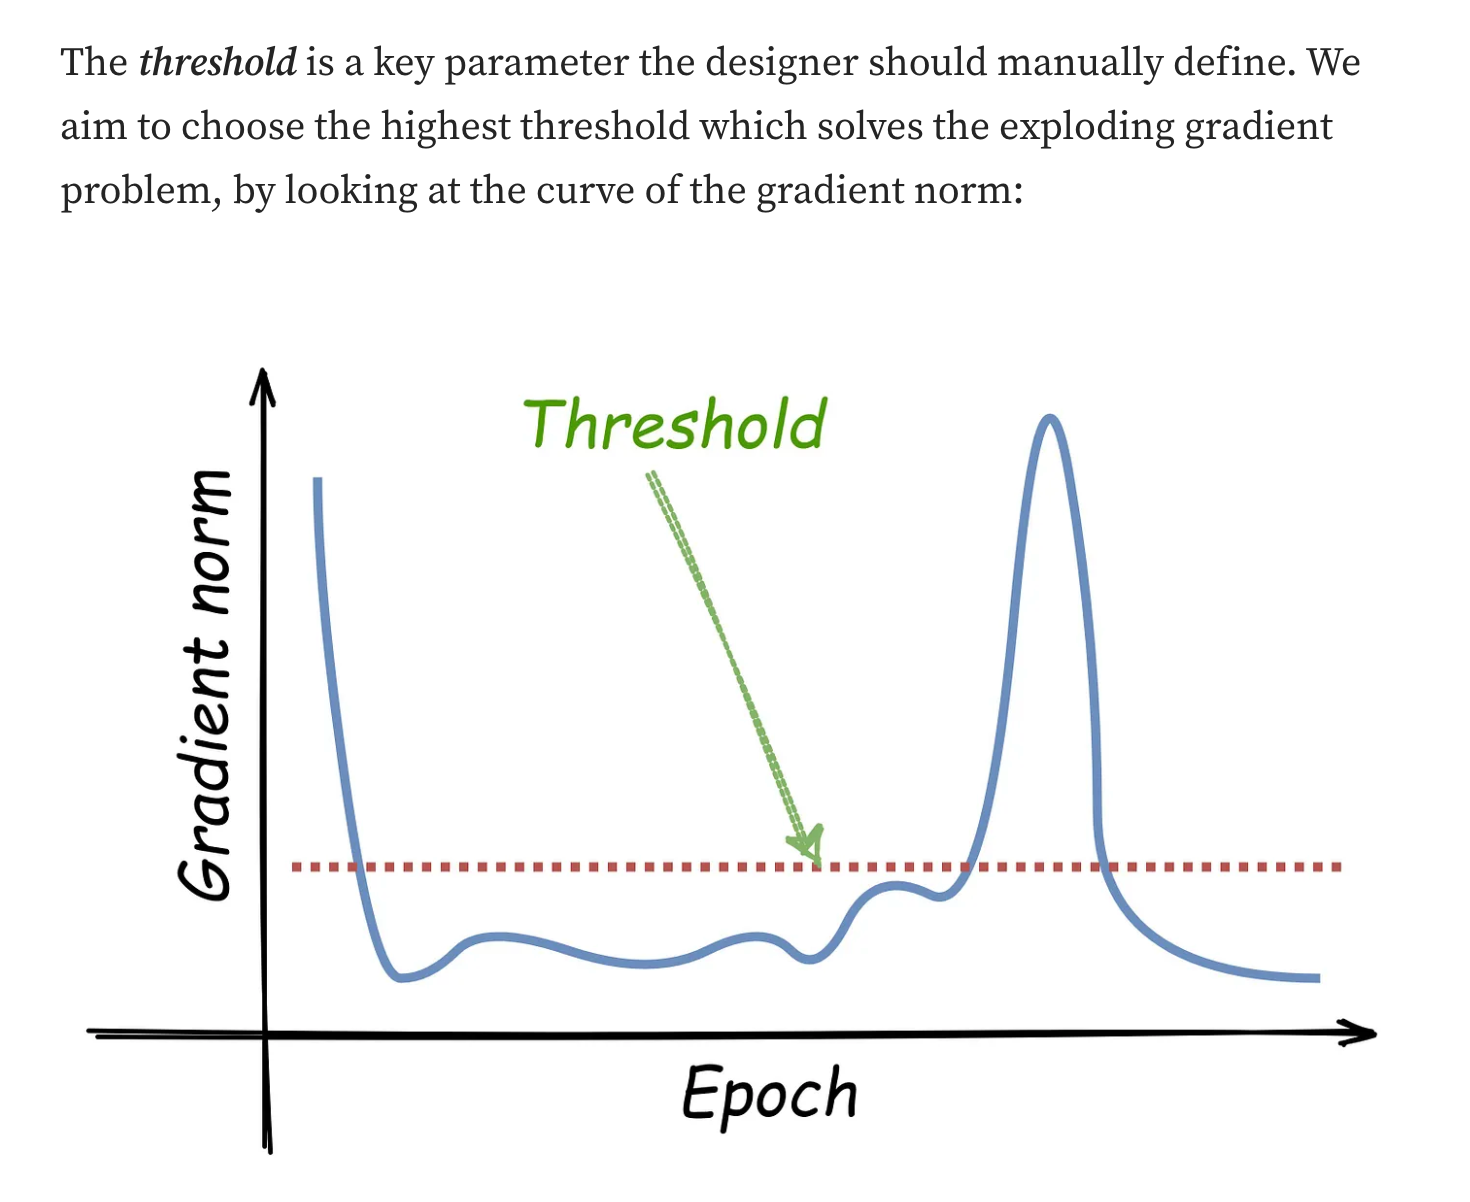 The threshold is a key parameter the designer should manually define. We
aim to choose the highest threshold which solves the exploding gradient
problem, by looking at the curve of the gradient norm:
Threshold
Gradient norm
Epoch